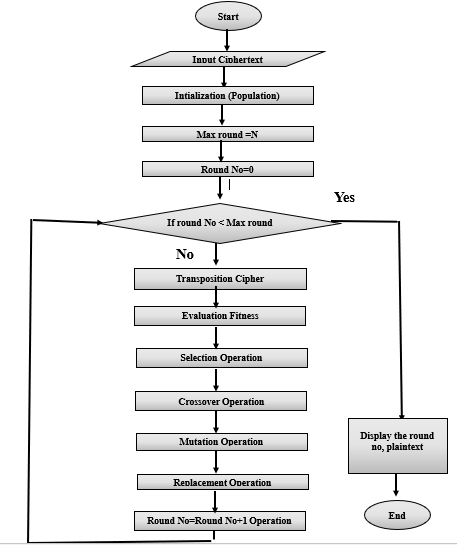 Start
Input Ciphertext
Intialization (Population)
Max round =N
Round No=0
If round No < Max round
Yes
No
Transposition Cipher
Evaluation Fitness
Selection Operation
Crossover Operation
Mutation Operation
Replacement Operation
Round No=Round No+1 Operation
Display the round
no, plaintext
End